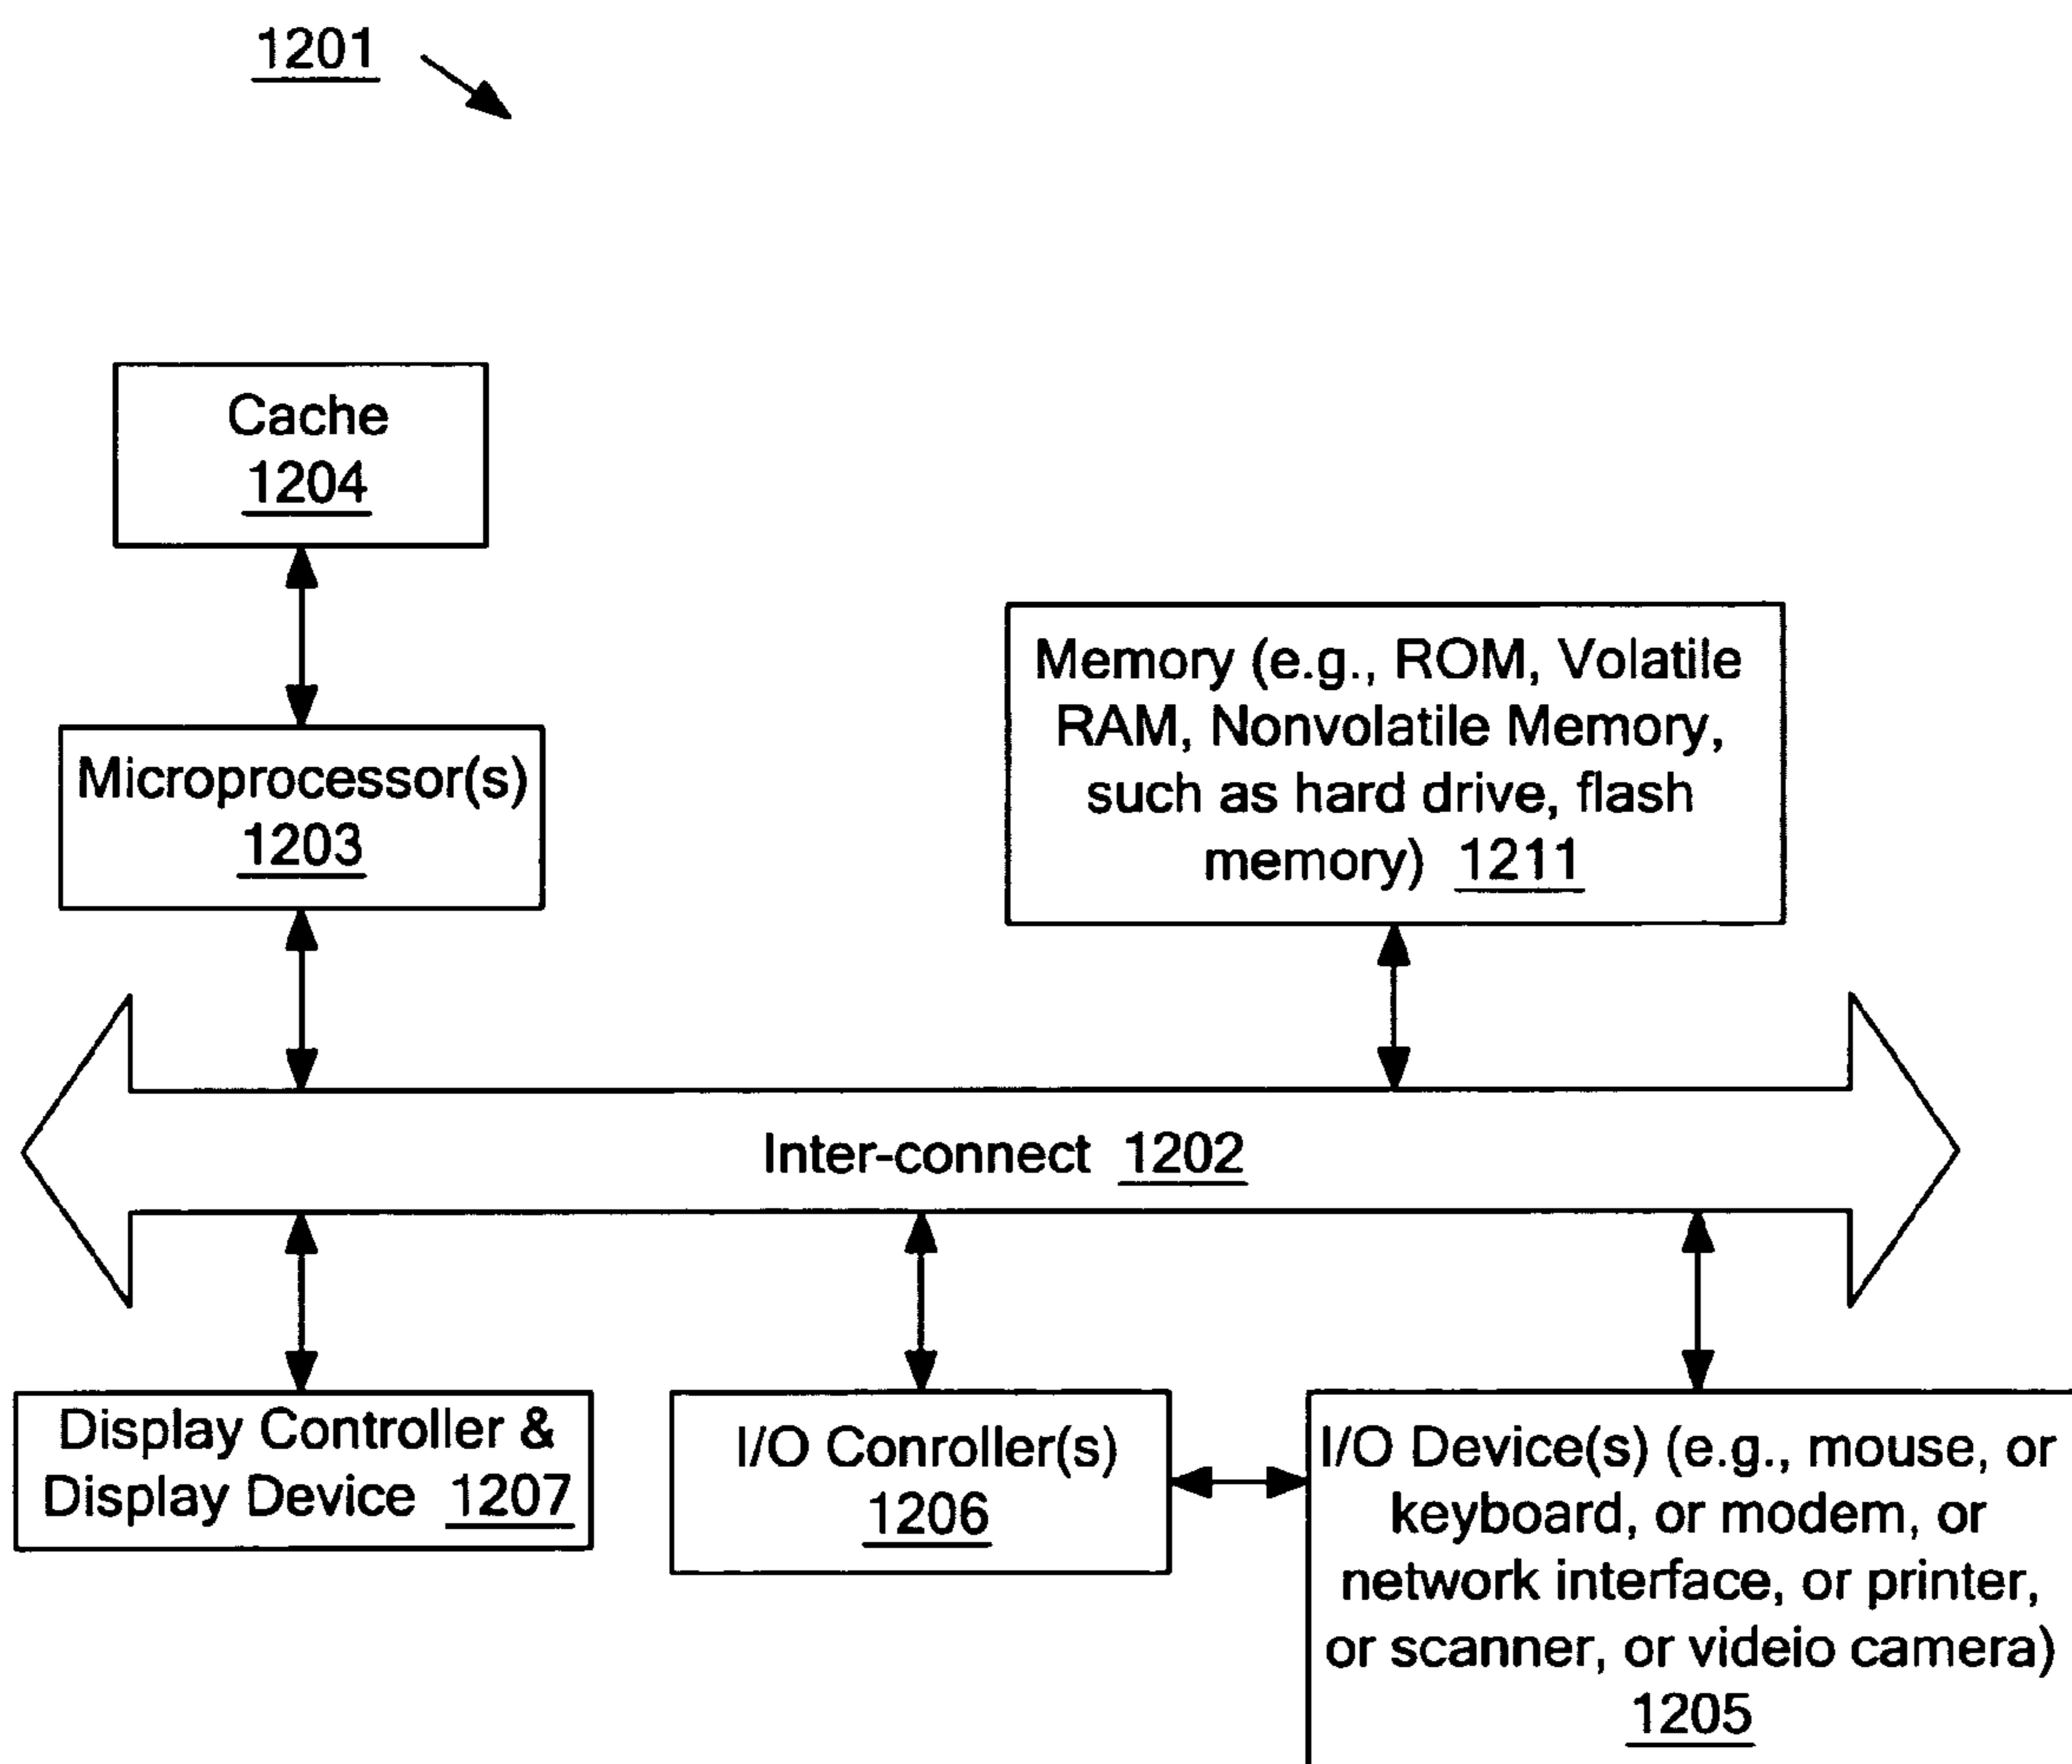 1201
Cache
1204
Microprocessor(s)
1203
Memory (e.g., ROM, Volatile
RAM, Nonvolatile Memory,
such as hard drive, flash
memory) 1211
Inter-connect 1202
Display Controller &
Display Device 1207
I/O Conroller(s)
1206
I/O Device(s) (e.g., mouse, or
keyboard, or modem, or
network interface, or printer,
or scanner, or videio camera)
1205